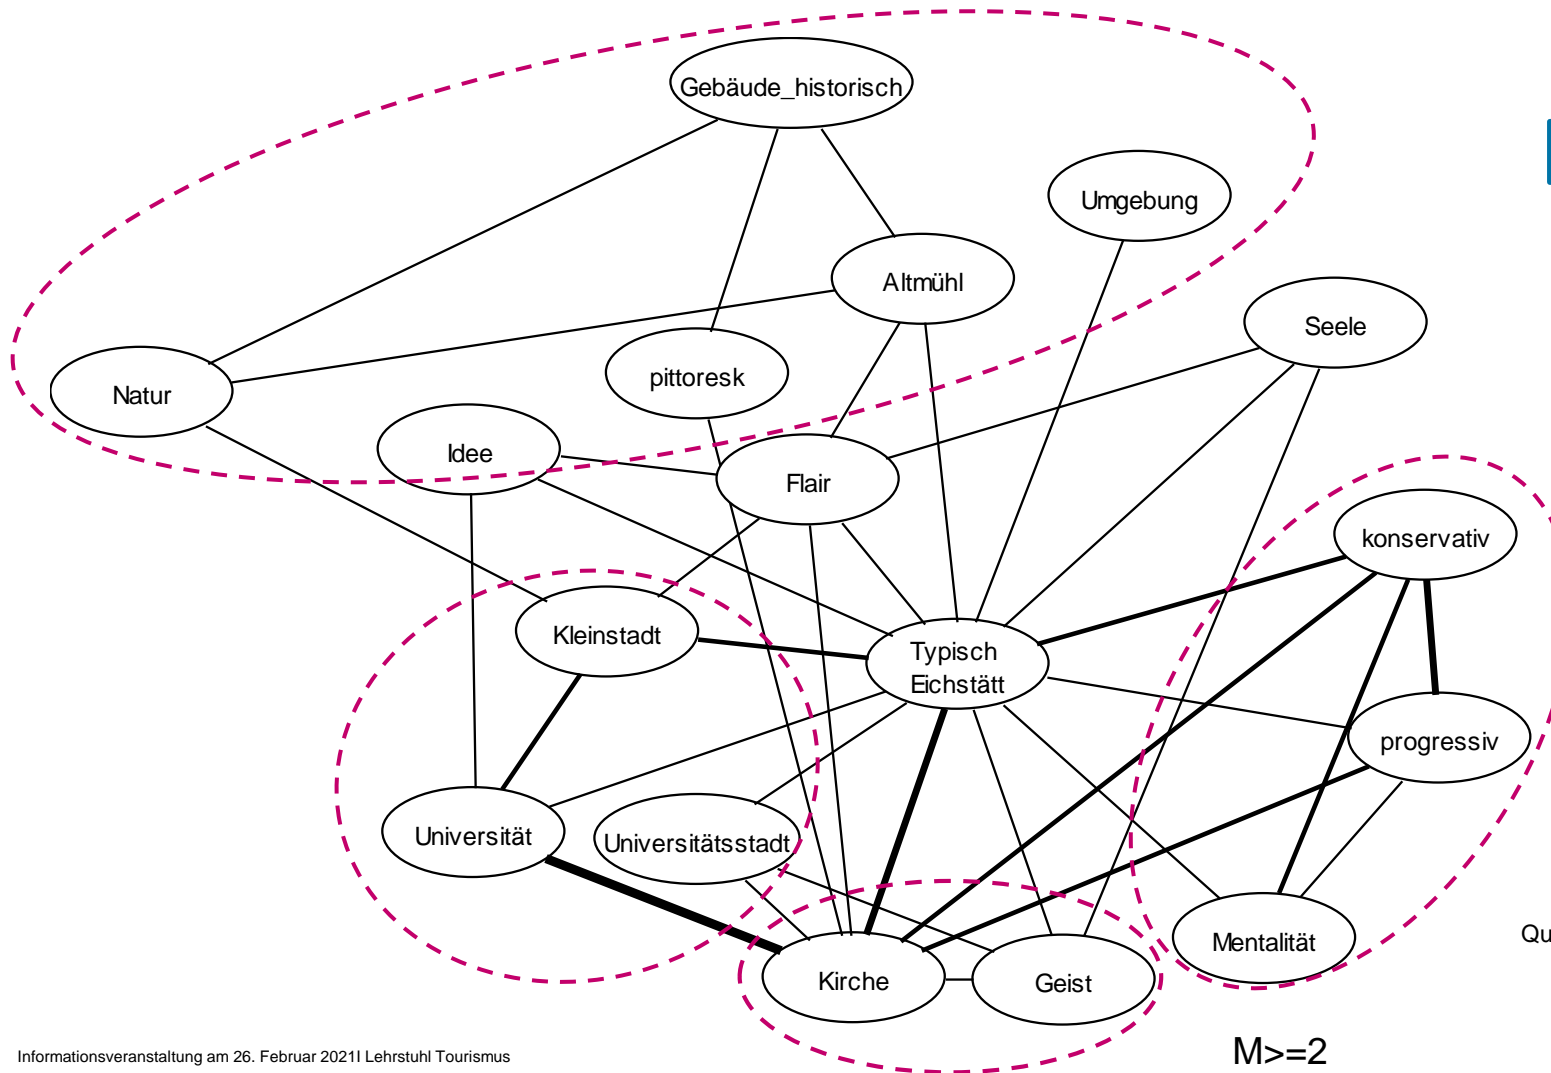 Gebäude_historisch
Umgebung
Altmühl
Seele
pittoresk
Natur
Idee
Flair
konservativ
Kleinstadt
Typisch
Eichstätt
progressiv
Universität
Universitätsstadt
Mentalität
Qu
Kirche
Geist
M>=2
Informationsveranstaltung am 26. Februar 2021I Lehrstuhl Tourismus